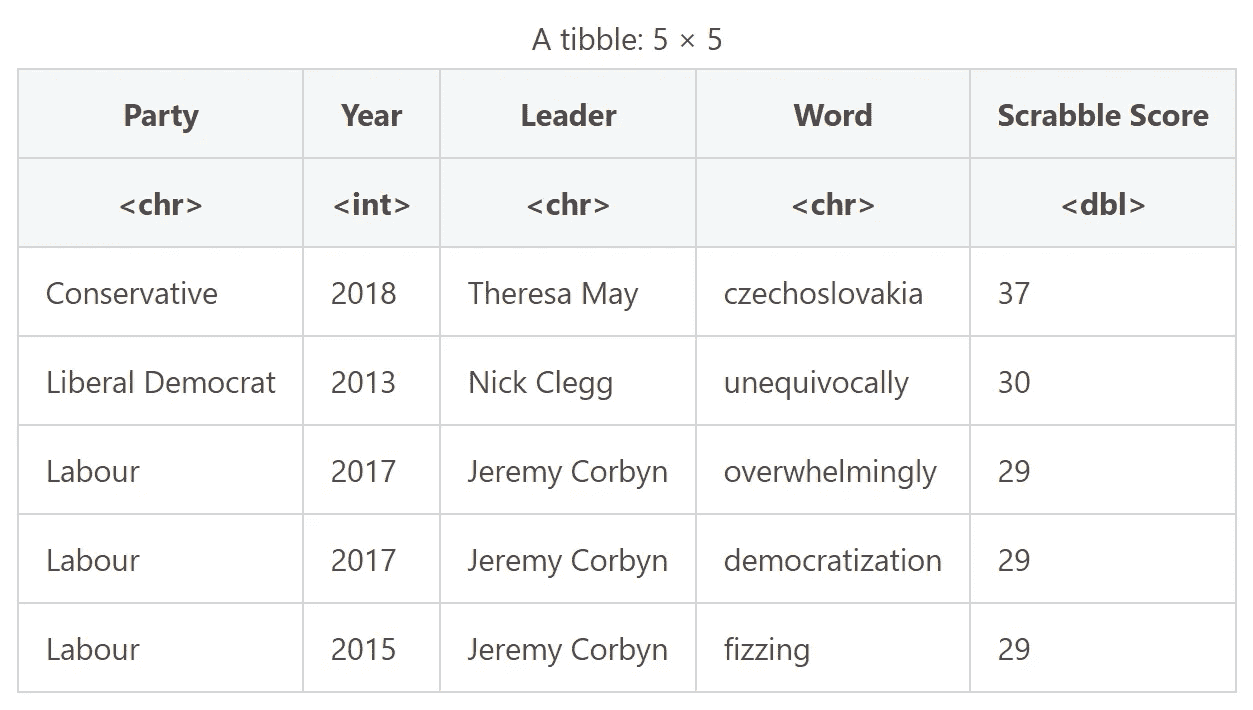 A tibble: 5 × 5
Party Year Leader Word Scrabble Score
<chr> <int> <chr> <chr> <dbl>
Conservative 2018 Theresa May czechoslovakia 37
Liberal Democrat 2013 Nick Clegg unequivocally 30
Labour 2017 Jeremy Corbyn overwhelmingly 29
Labour 2017 Jeremy Corbyn democratization 29
Labour 2015 Jeremy Corbyn fizzing 29